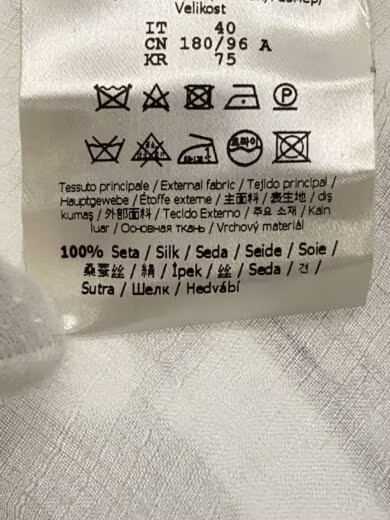 Velikost
IT 40
CN 180/96 A
KR 75
P
드라이
Tessuto principale / External fabric / Tejido principal /
Hauptgewebe / Étoffe externe / 主面料 / 表生地 / dış
kumaş / 外部面料 / Tecido Externo / 주요 소재 / Kain
luar / Основная ткань / Vrchový materiál
100% Seta / Silk / Seda / Seide / Soie /
桑蚕丝 / 絹 / İpek / 丝 / Seda / 견 /
Sutra / Шелк / Hedvábí